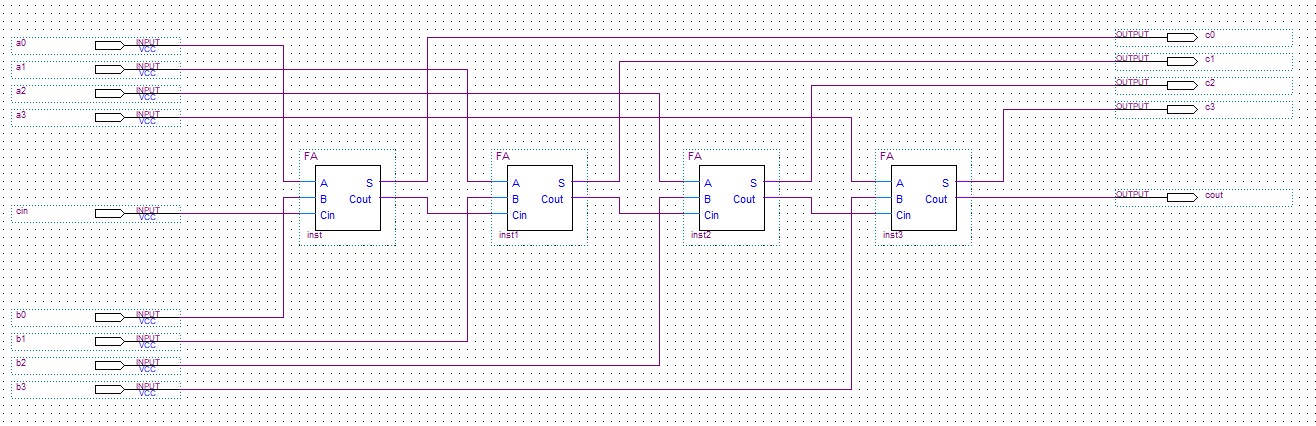 a0 INPUT VCC OUTPUT c0
a1 INPUT VCC OUTPUT c1
a2 INPUT VCC OUTPUT c2
a3 INPUT VCC OUTPUT c3
FA FA FA FA
A S A S A S A S
B Cout B Cout B Cout B Cout OUTPUT cout
cin INPUT VCC Cin Cin Cin Cin
inst inst1 inst2 inst3
b0 INPUT VCC
b1 INPUT VCC
b2 INPUT VCC
b3 INPUT VCC